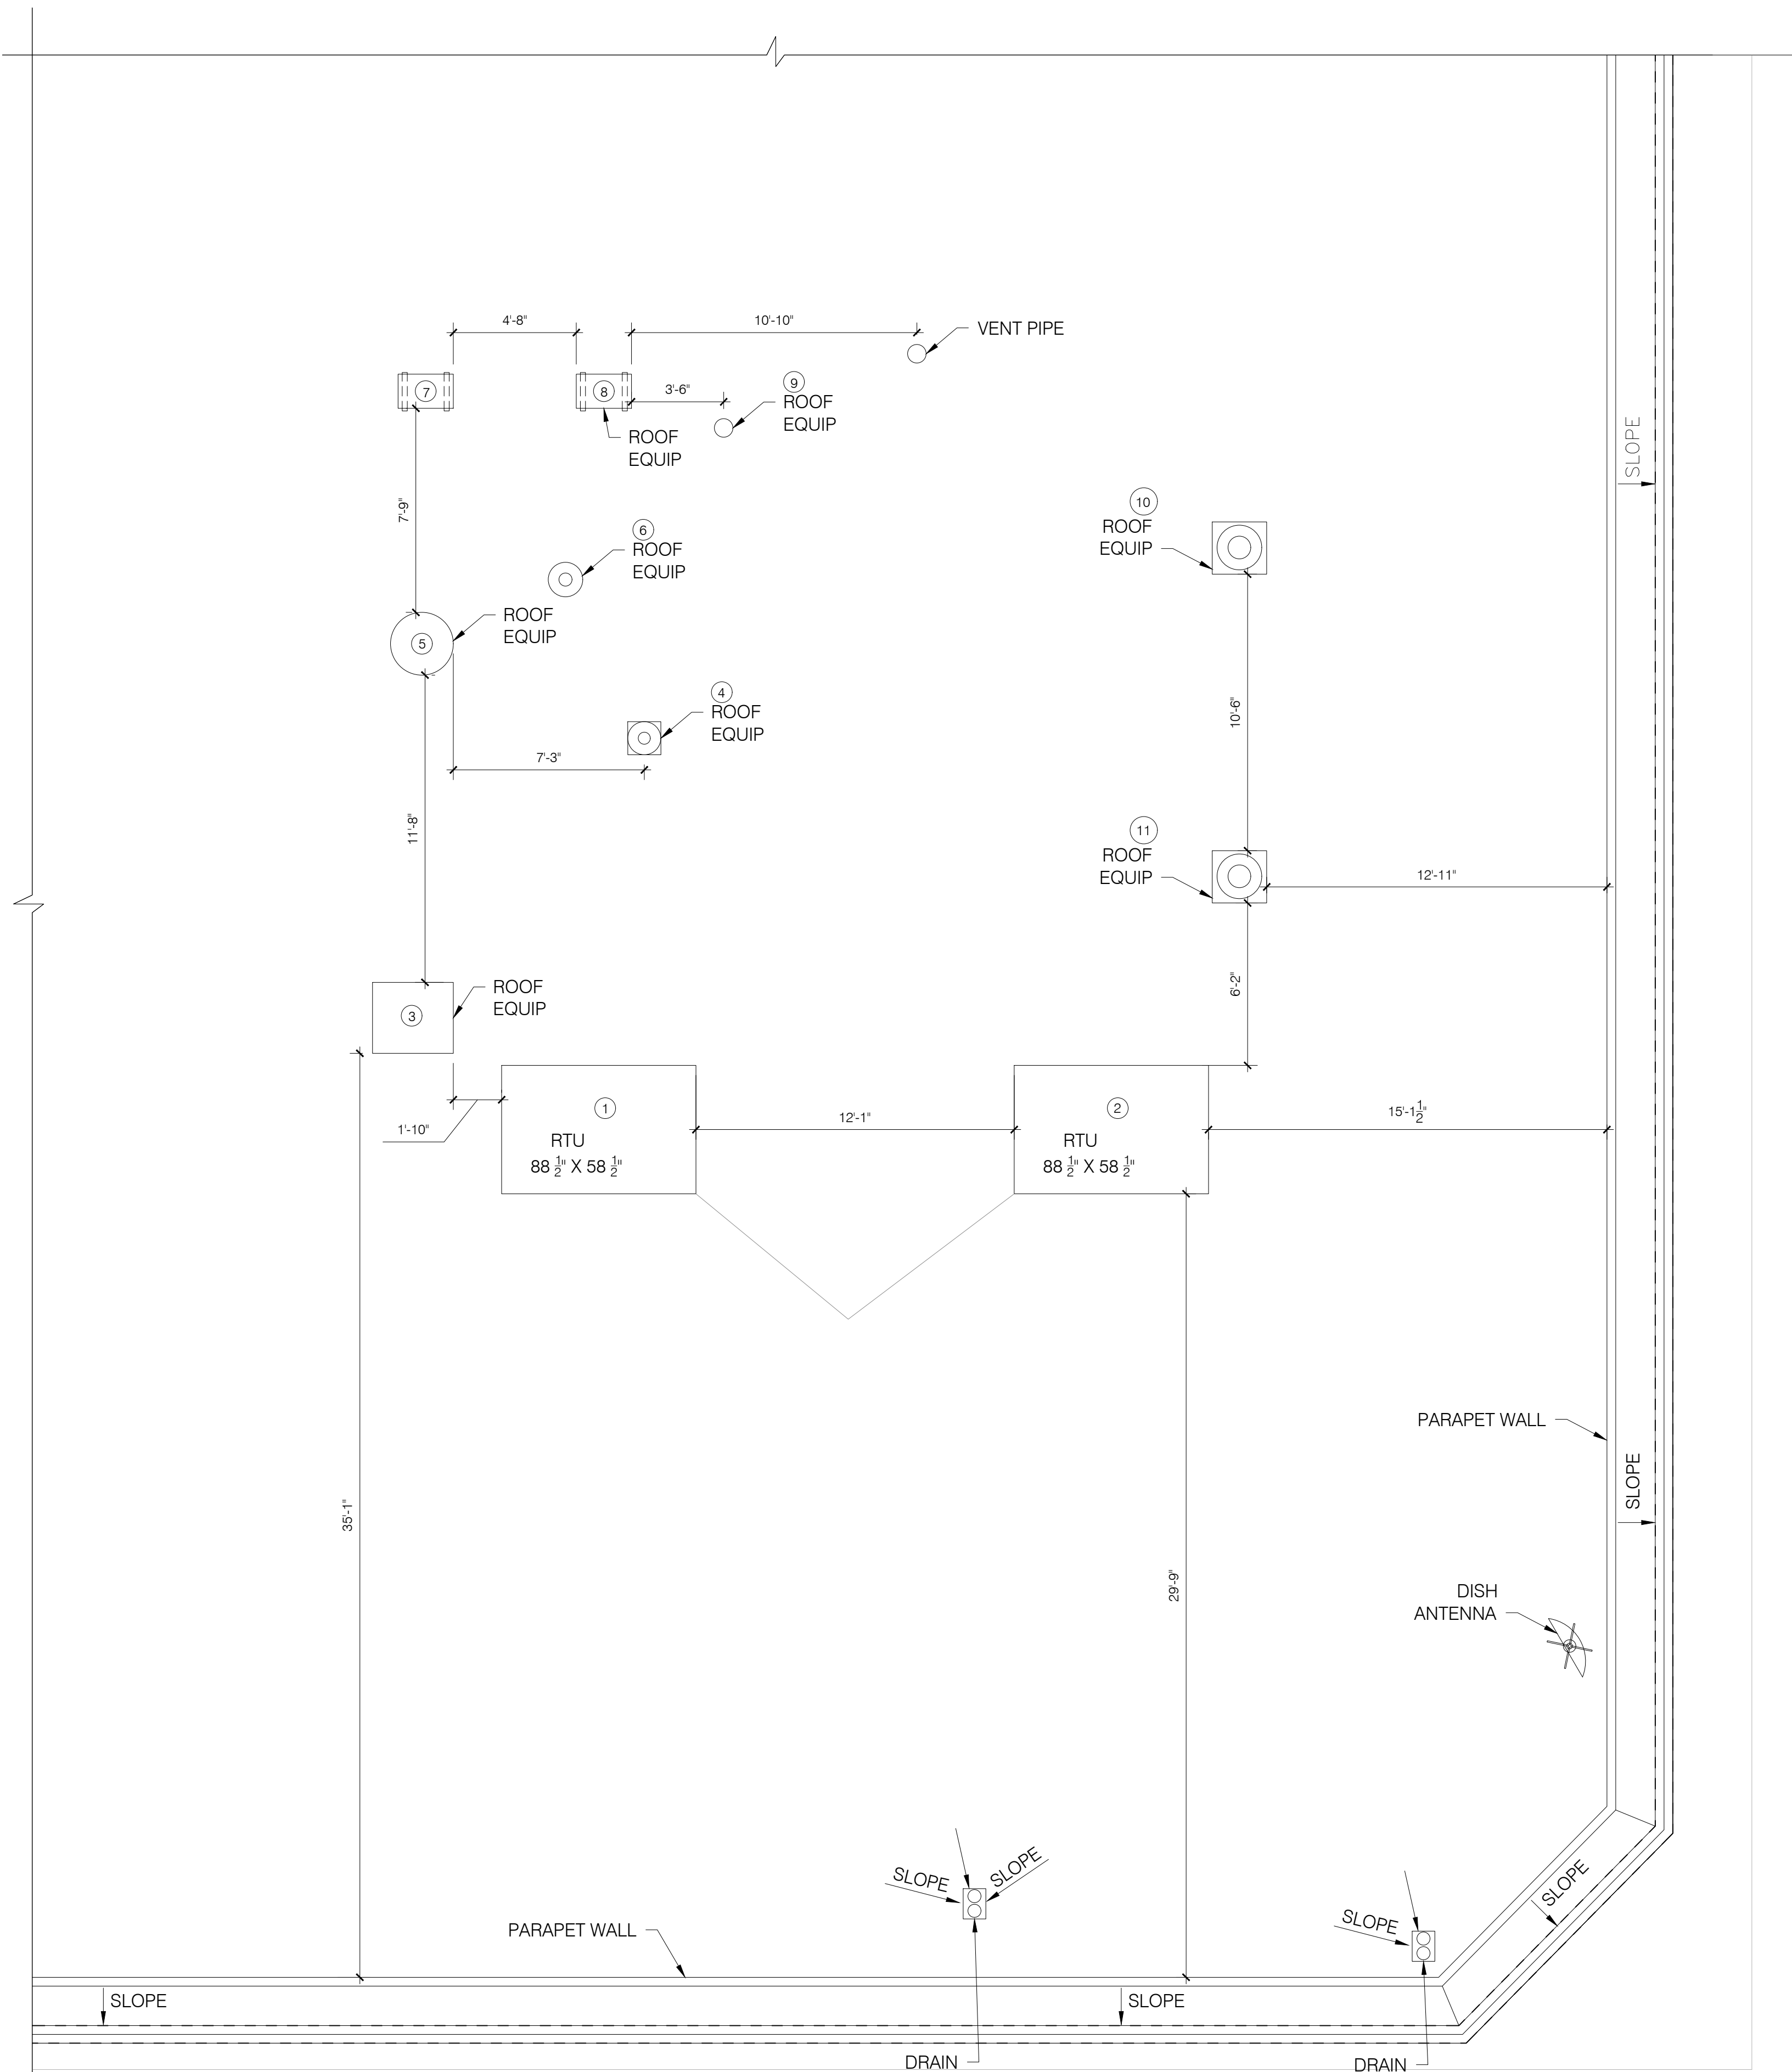 4'-8"
10'-10"
VENT PIPE
7
8
3'-6"
9
ROOF
EQUIP
ROOF
EQUIP
SLOPE
7'-9"
10
ROOF
EQUIP
6
ROOF
EQUIP
ROOF
EQUIP
5
4
ROOF
EQUIP
7'-3"
10'-6"
11'-8"
11
ROOF
EQUIP
12'-11"
6'-2"
ROOF
EQUIP
3
1
2
12'-1"
15'-1 1/2"
1'-10"
RTU
88 1/2" X 58 1/2"
RTU
88 1/2" X 58 1/2"
PARAPET WALL
SLOPE
35'-1"
29'-9"
DISH
ANTENNA
SLOPE
SLOPE
SLOPE
SLOPE
PARAPET WALL
SLOPE
SLOPE
DRAIN
DRAIN